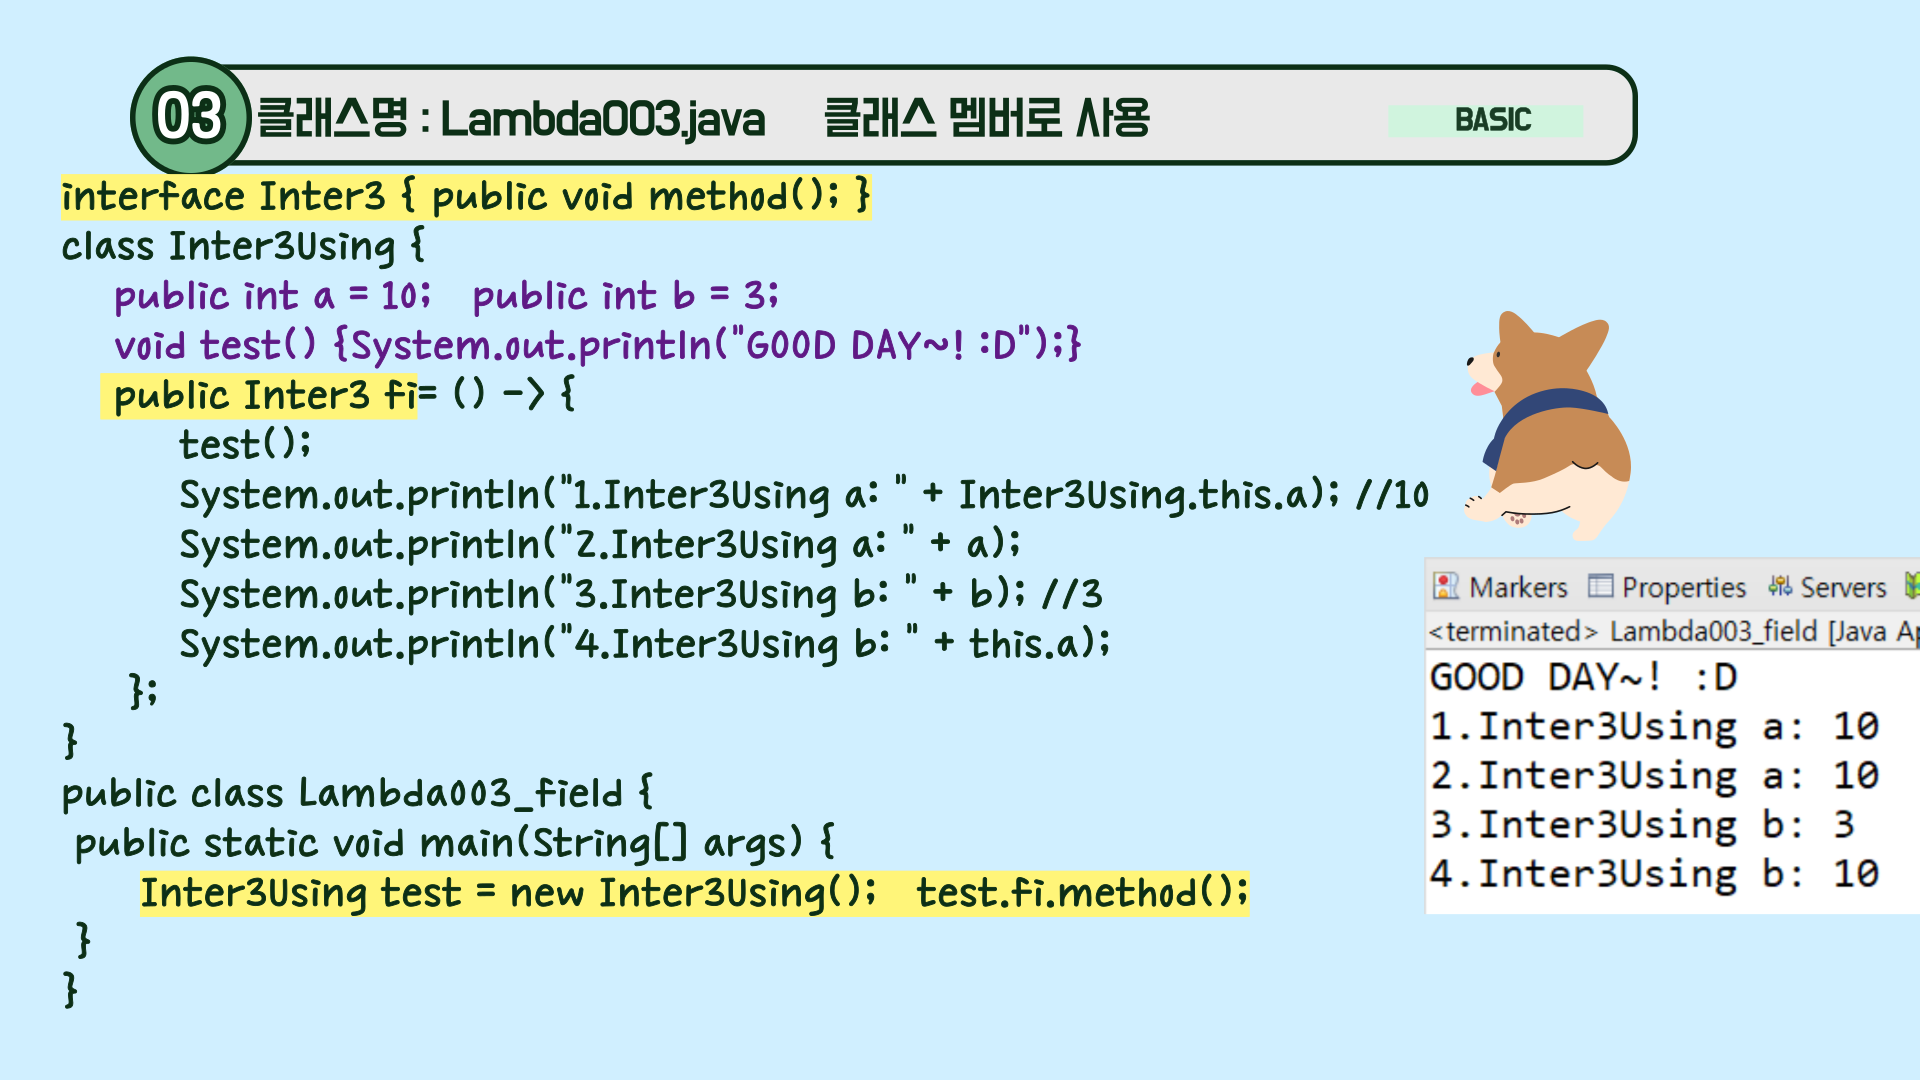 03 클래스명 : Lambda003.java 클래스 멤버로 사용 BASIC
interface Inter3 { public void method(); }
class Inter3Using {
public int a = 10; public int b = 3;
void test() {System.out.println("GOOD DAY~! :D");}
public Inter3 fi= () -> {
test();
System.out.println("1.Inter3Using a: " + Inter3Using.this.a); //10
System.out.println("2.Inter3Using a: " + a);
System.out.println("3.Inter3Using b: " + b); //3
System.out.println("4.Inter3Using b: " + this.a);
};
}
public class Lambda003_field {
public static void main(String[] args) {
Inter3Using test = new Inter3Using(); test.fi.method();
}
}
Markers Properties Servers
<terminated> Lambda003_field [Java Ap
GOOD DAY~! :D
1.Inter3Using a: 10
2.Inter3Using a: 10
3.Inter3Using b: 3
4.Inter3Using b: 10